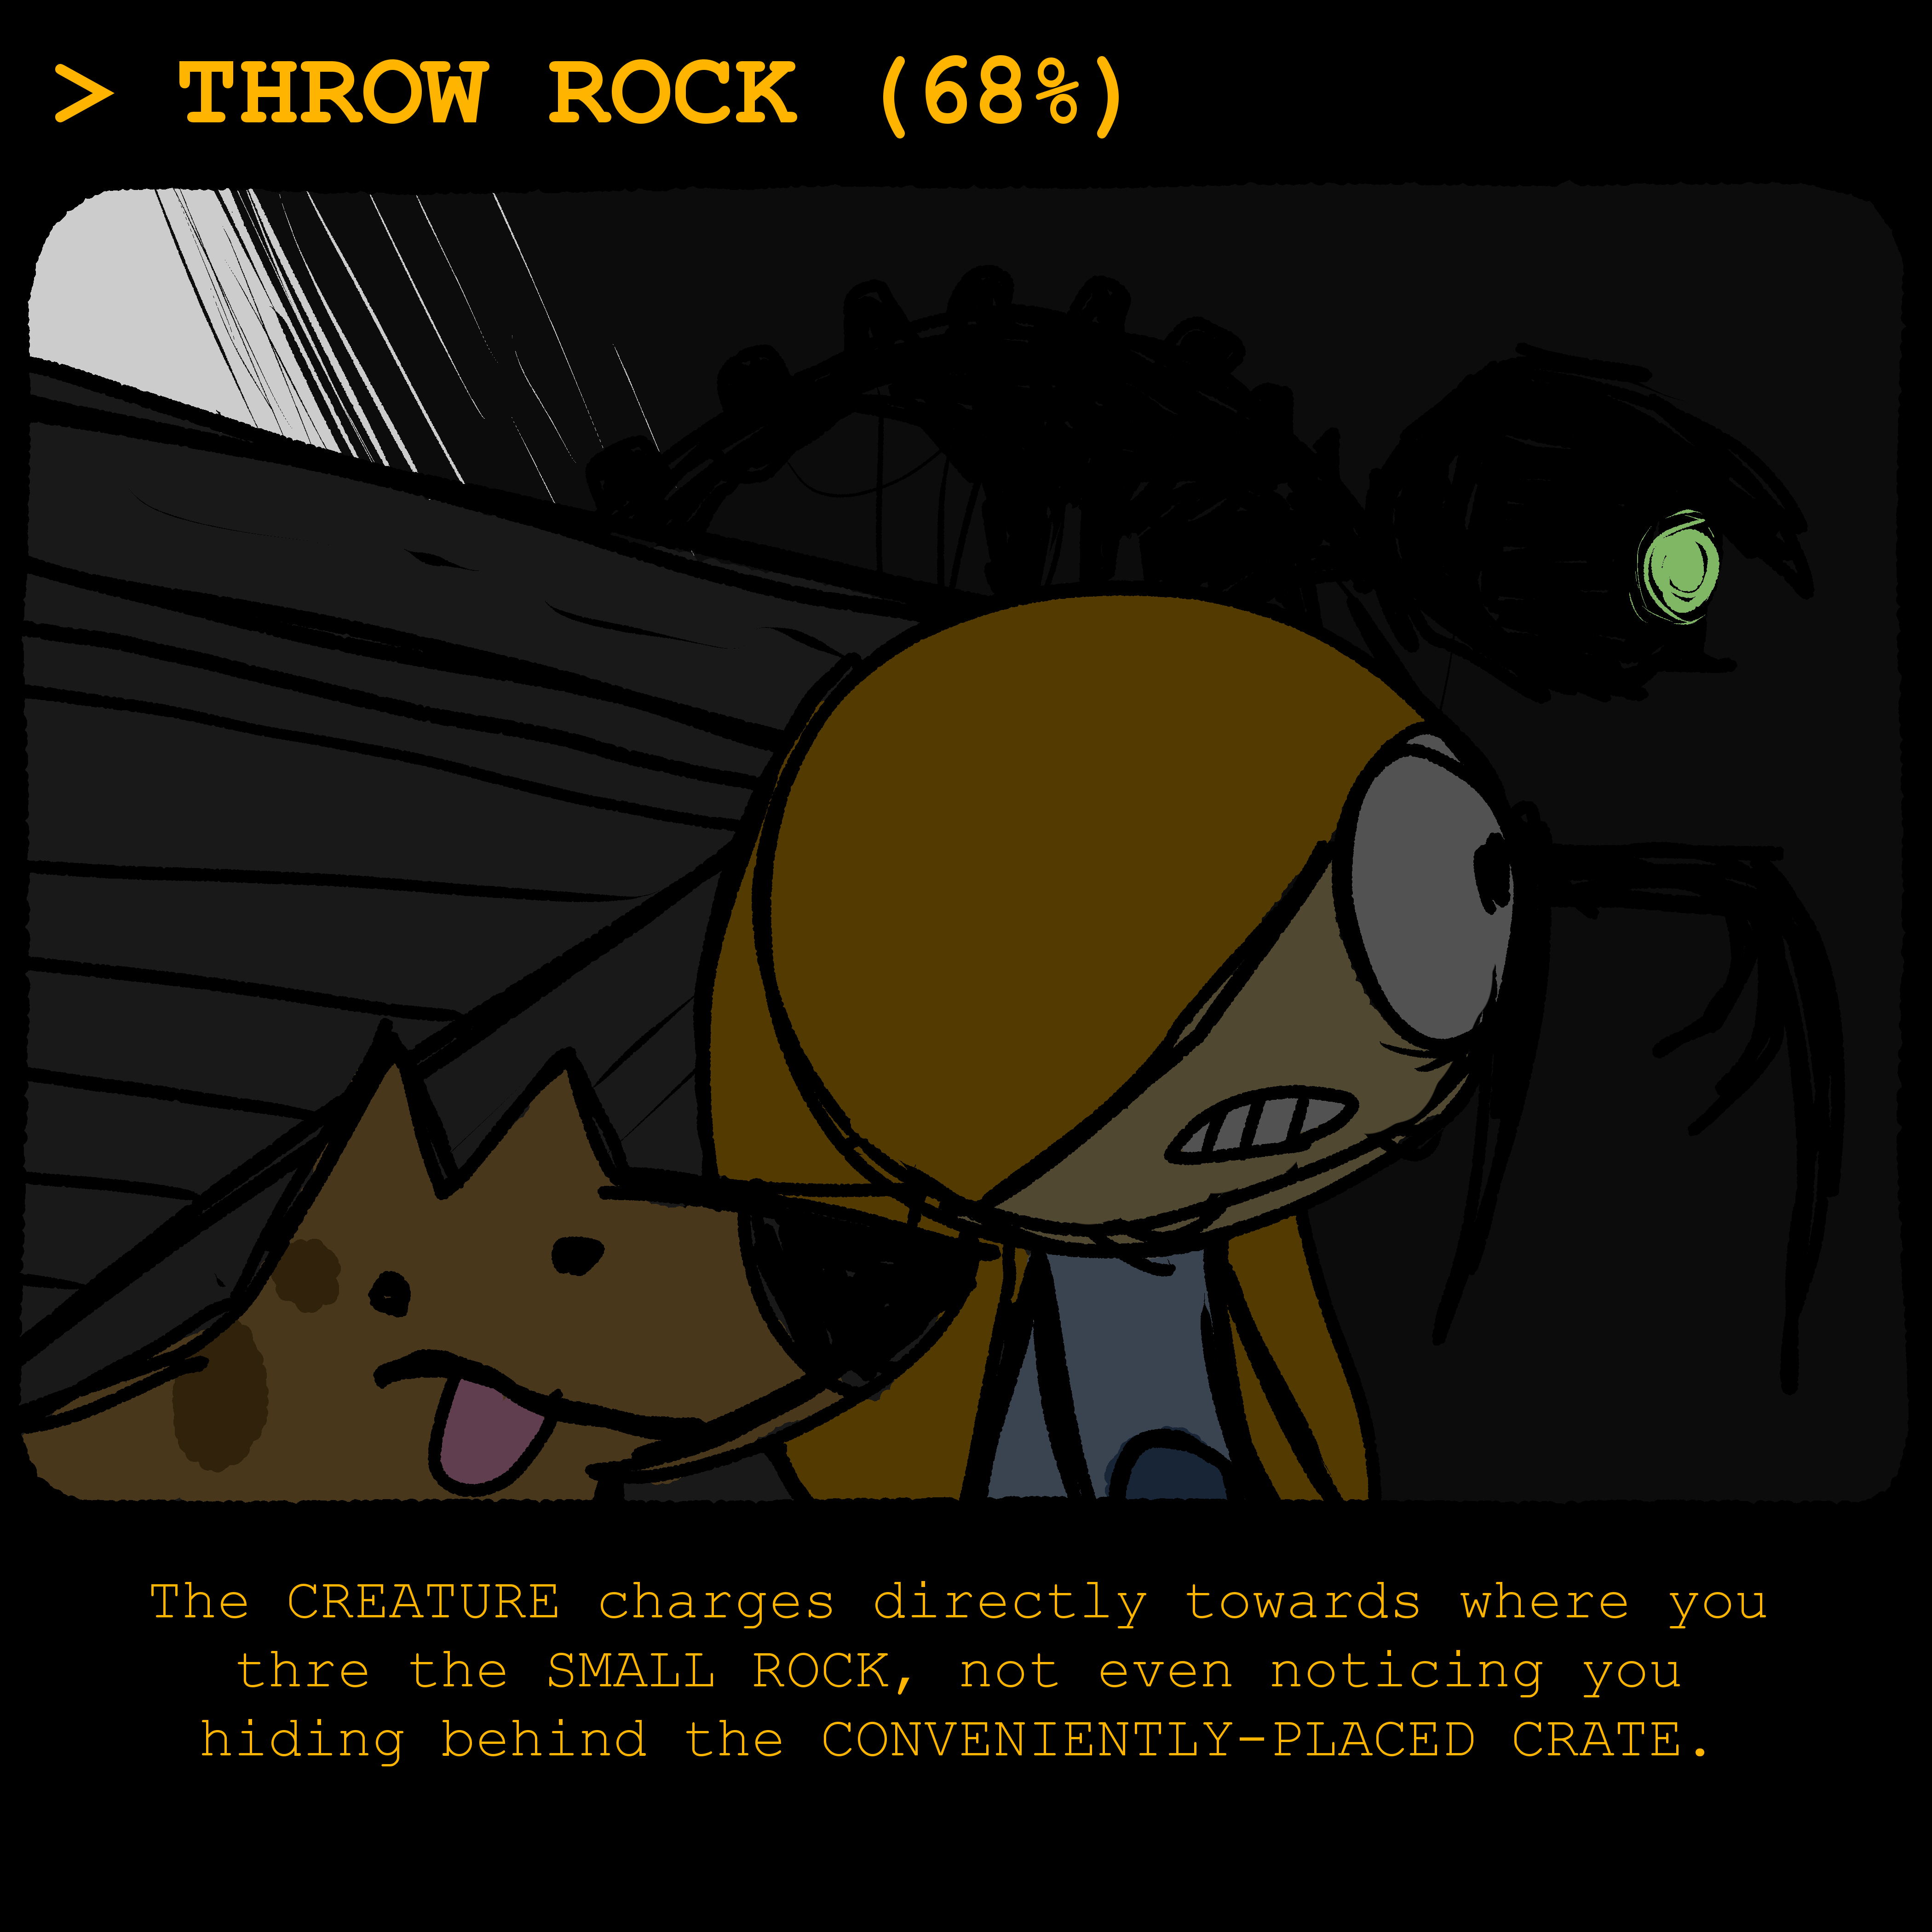 > THROW ROCK (68%)
The CREATURE charges directly towards where you
thre the SMALL ROCK, not even noticing you
hiding behind the CONVENIENTLY-PLACED CRATE.